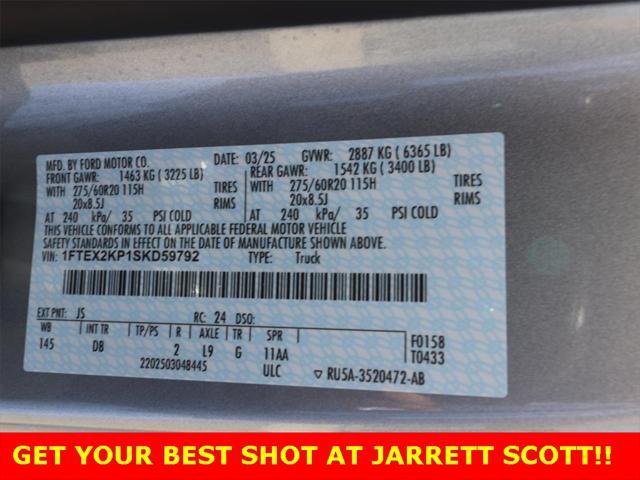 MFD. BY FORD MOTOR CO. 03/25 GVWR: 2887 KG ( 6365 LB)
FRONT GAWR: 1463 KG ( 3225 LB) REAR GAWR: 1542 KG ( 3400 LB)
WITH 275/60R20 115H TIRES WITH 275/60R20 115H TIRES
20x8.5J RIMS 20x8.5J RIMS
AT 240 kPa/ 35 PSI COLD AT 240 kPa/ 35 PSI COLD
THIS VEHICLE CONFORMS TO ALL APPLICABLE FEDERAL MOTOR VEHICLE
SAFETY STANDARDS IN EFFECT ON THE DATE OF MANUFACTURE SHOWN ABOVE.
VIN: 1FTEX2KP1SKD59792 TYPE: Truck
EXT PNT: JS RC: 24 DSO:
WB INT TR TP/PS R AXLE TR SPR F0158
145 DB 2 L9 G 11AA T0433
2202503048445 ULC ▽ RU5A-3520472-AB
GET YOUR BEST SHOT AT JARRETT SCOTT!!